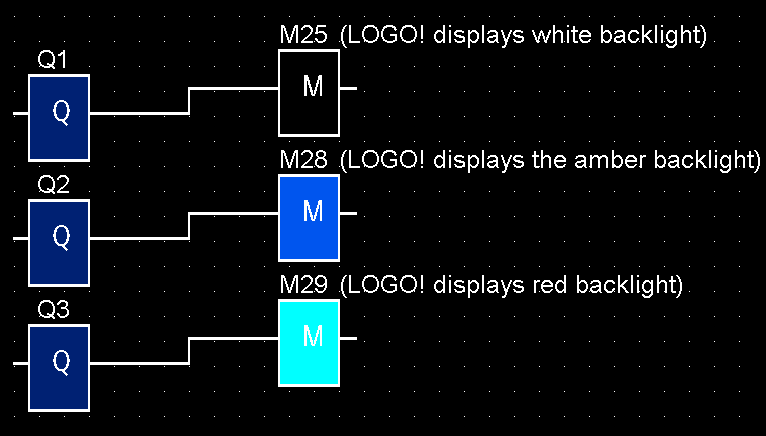 M25 (LOGO! displays white backlight)
Q1
M
Q
M28 (LOGO! displays the amber backlight)
Q2
M
Q
M29 (LOGO! displays red backlight)
Q3
M
Q